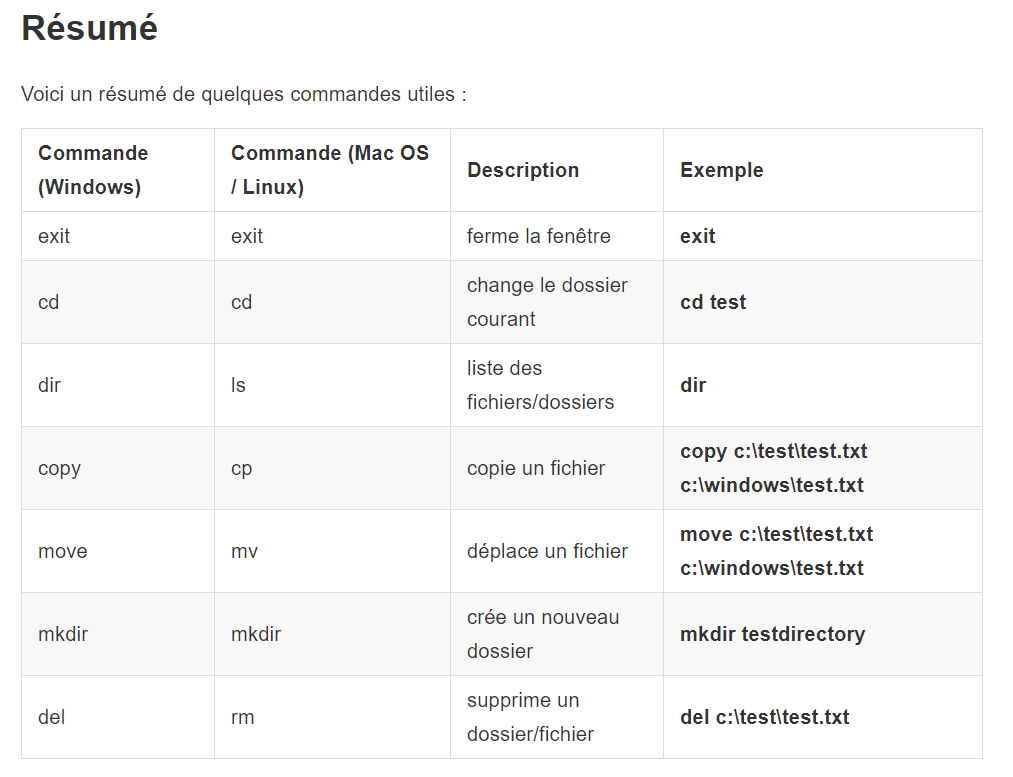 Résumé
Voici un résumé de quelques commandes utiles :
Commande
(Windows)
Commande (Mac OS
/ Linux)
Description
Exemple
exit
exit
ferme la fenêtre
exit
cd
cd
change le dossier
courant
cd test
dir
ls
liste des
fichiers/dossiers
dir
copy
cp
copie un fichier
copy c:\test\test.txt
c:\windows\test.txt
move
mv
déplace un fichier
move c:\test\test.txt
c:\windows\test.txt
mkdir
mkdir
crée un nouveau
dossier
mkdir testdirectory
del
rm
supprime un
dossier/fichier
del c:\test\test.txt